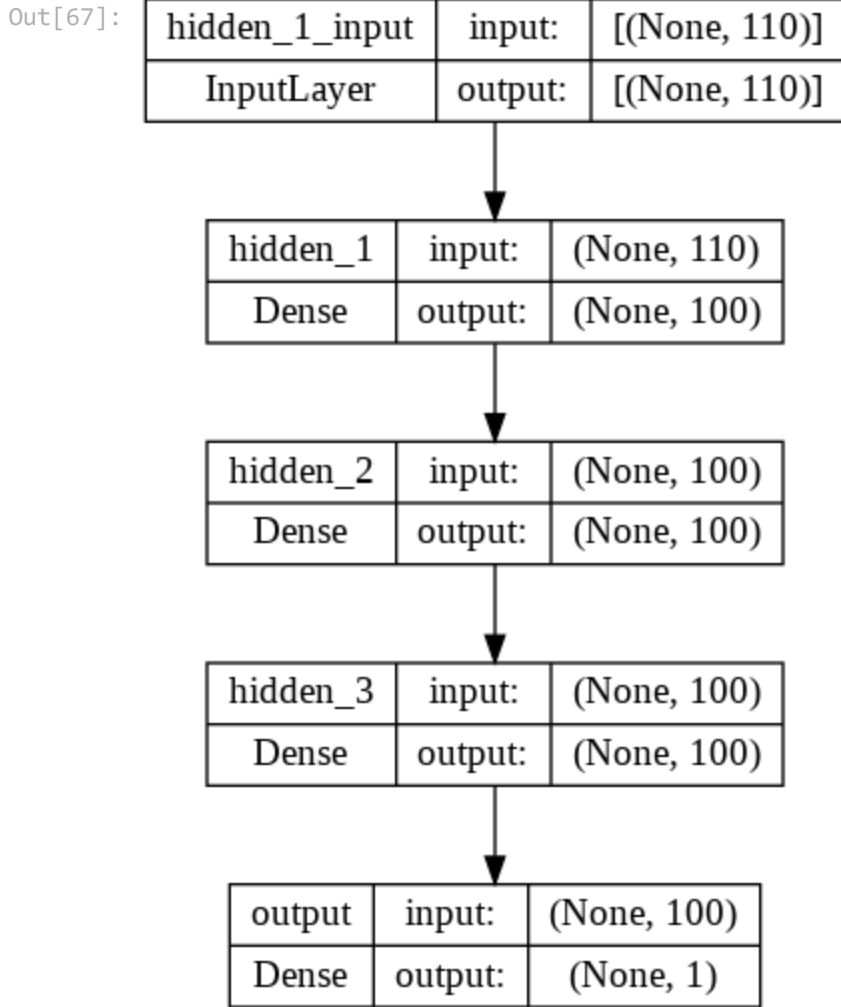 Out[67]:
hidden_1_input input: [(None, 110)]
InputLayer output: [(None, 110)]
hidden_1 input: (None, 110)
Dense output: (None, 100)
hidden_2 input: (None, 100)
Dense output: (None, 100)
hidden_3 input: (None, 100)
Dense output: (None, 100)
output input: (None, 100)
Dense output: (None, 1)